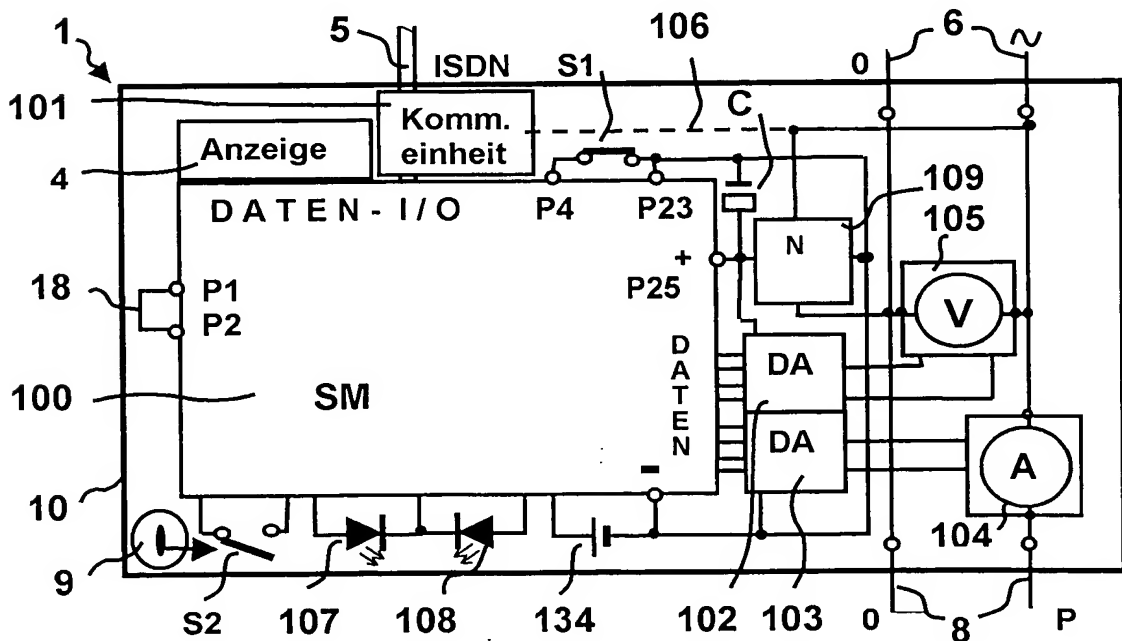 1
5
ISDN
S1
106
0
6
~
101
Komm.
einheit
C
Anzeige
4
109
DATEN-I/O
P4
P23
105
N
+
P25
18
P1
P2
V
DATEN
DA
100
SM
DA
A
-
10
104
9
S2
107
108
134
102
103
0
8
P